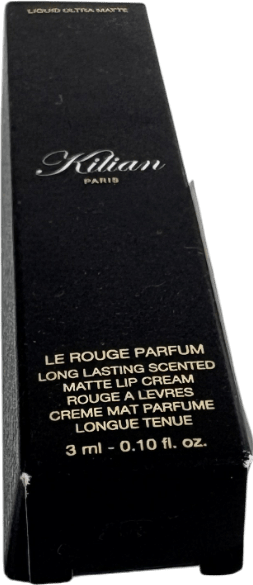 LIQUID ULTRA MATTE
Kilian
PARIS
LE ROUGE PARFUM
LONG LASTING SCENTED
MATTE LIP CREAM
ROUGE A LEVRES
CREME MAT PARFUME
LONGUE TENUE
3 ml - 0.10 fl. oz.